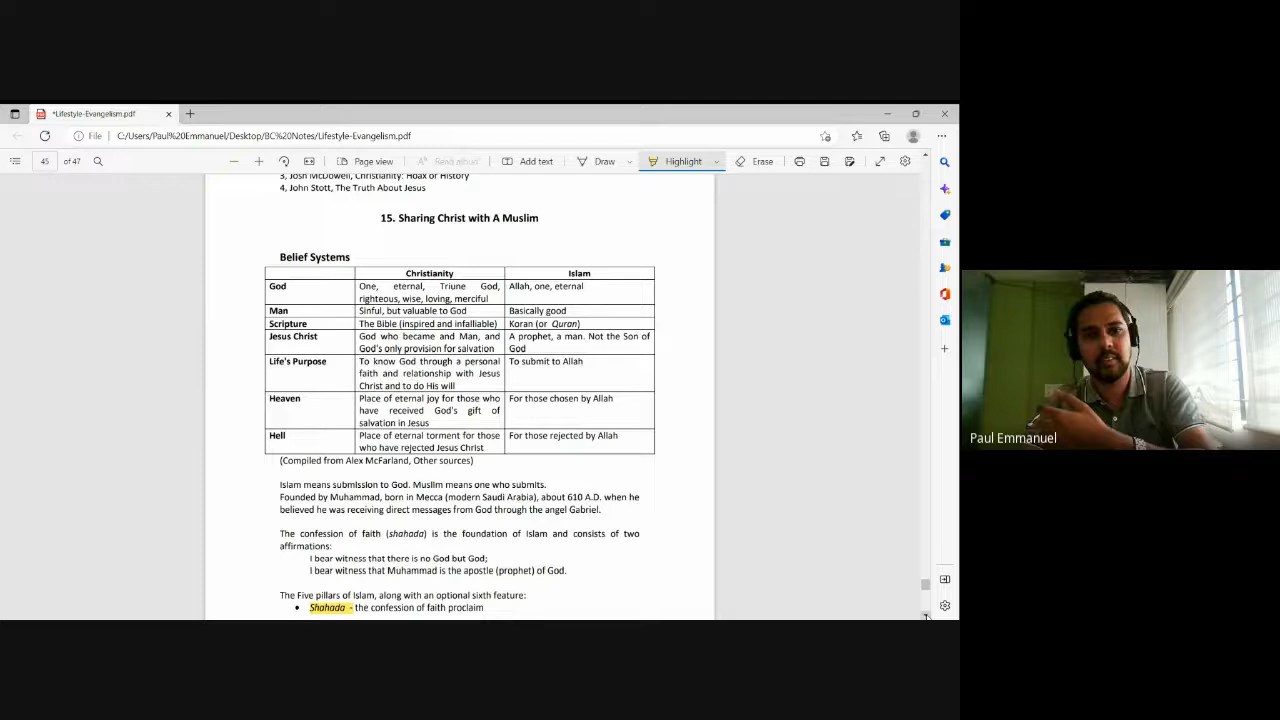 *Lifestyle-Evangelism.pdf
File C:/Users/Paul%20Emmanuel/Desktop/BC%20Notes/Lifestyle-Evangelism.pdf
45 of 47 Page view Read aloud Add text Draw Highlight Erase
3, Josh McDowell, Christianity: Hoax or History
4, John Stott, The Truth About Jesus
15. Sharing Christ with A Muslim
Belief Systems
Christianity Islam
God One, eternal, Triune God, Allah, one, eternal
righteous, wise, loving, merciful
Man Sinful, but valuable to God Basically good
Scripture The Bible (inspired and infalliable) Koran (or Quran)
Jesus Christ God who became and Man, and A prophet, a man. Not the Son of
God's only provision for salvation God
Life's Purpose To know God through a personal To submit to Allah
faith and relationship with Jesus
Christ and to do His will
Heaven Place of eternal joy for those who For those chosen by Allah
have received God's gift of
salvation in Jesus
Hell Place of eternal torment for those For those rejected by Allah
who have rejected Jesus Christ
(Compiled from Alex McFarland, Other sources)
Islam means submission to God. Muslim means one who submits.
Founded by Muhammad, born in Mecca (modern Saudi Arabia), about 610 A.D. when he
believed he was receiving direct messages from God through the angel Gabriel.
The confession of faith (shahada) is the foundation of Islam and consists of two
affirmations:
I bear witness that there is no God but God;
I bear witness that Muhammad is the apostle (prophet) of God.
The Five pillars of Islam, along with an optional sixth feature:
• Shahada - the confession of faith proclaim
Paul Emmanuel